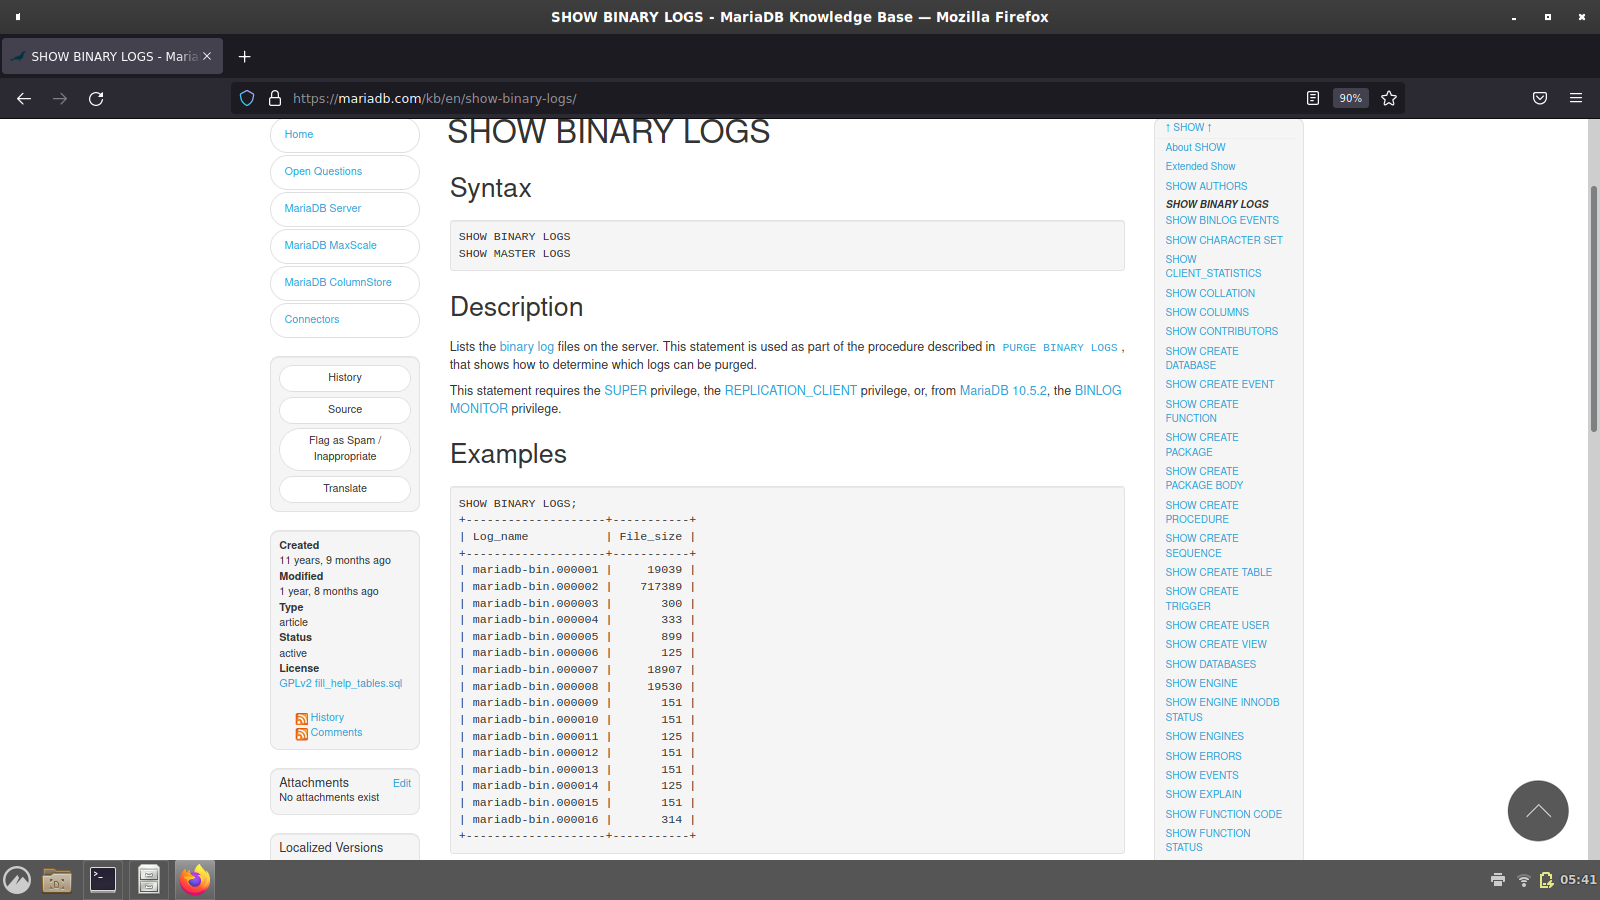 SHOW BINARY LOGS - MariaDB Knowledge Base — Mozilla Firefox
SHOW BINARY LOGS - Maria
https://mariadb.com/kb/en/show-binary-logs/
90%
Home
Open Questions
MariaDB Server
MariaDB MaxScale
MariaDB ColumnStore
Connectors
History
Source
Flag as Spam /
Inappropriate
Translate
Created
11 years, 9 months ago
Modified
1 year, 8 months ago
Type
article
Status
active
License
GPLv2 fill_help_tables.sql
History
Comments
Attachments Edit
No attachments exist
Localized Versions
SHOW BINARY LOGS
Syntax
SHOW BINARY LOGS
SHOW MASTER LOGS
Description
Lists the binary log files on the server. This statement is used as part of the procedure described in PURGE BINARY LOGS ,
that shows how to determine which logs can be purged.
This statement requires the SUPER privilege, the REPLICATION_CLIENT privilege, or, from MariaDB 10.5.2, the BINLOG
MONITOR privilege.
Examples
SHOW BINARY LOGS;
+--------------------+-----------+
| Log_name           | File_size |
+--------------------+-----------+
| mariadb-bin.000001 |     19039 |
| mariadb-bin.000002 |    717389 |
| mariadb-bin.000003 |       300 |
| mariadb-bin.000004 |       333 |
| mariadb-bin.000005 |       899 |
| mariadb-bin.000006 |       125 |
| mariadb-bin.000007 |     18907 |
| mariadb-bin.000008 |     19530 |
| mariadb-bin.000009 |       151 |
| mariadb-bin.000010 |       151 |
| mariadb-bin.000011 |       125 |
| mariadb-bin.000012 |       151 |
| mariadb-bin.000013 |       151 |
| mariadb-bin.000014 |       125 |
| mariadb-bin.000015 |       151 |
| mariadb-bin.000016 |       314 |
+--------------------+-----------+
↑ SHOW ↑
About SHOW
Extended Show
SHOW AUTHORS
SHOW BINARY LOGS
SHOW BINLOG EVENTS
SHOW CHARACTER SET
SHOW
CLIENT_STATISTICS
SHOW COLLATION
SHOW COLUMNS
SHOW CONTRIBUTORS
SHOW CREATE
DATABASE
SHOW CREATE EVENT
SHOW CREATE
FUNCTION
SHOW CREATE
PACKAGE
SHOW CREATE
PACKAGE BODY
SHOW CREATE
PROCEDURE
SHOW CREATE
SEQUENCE
SHOW CREATE TABLE
SHOW CREATE
TRIGGER
SHOW CREATE USER
SHOW CREATE VIEW
SHOW DATABASES
SHOW ENGINE
SHOW ENGINE INNODB
STATUS
SHOW ENGINES
SHOW ERRORS
SHOW EVENTS
SHOW EXPLAIN
SHOW FUNCTION CODE
SHOW FUNCTION
STATUS
05:41